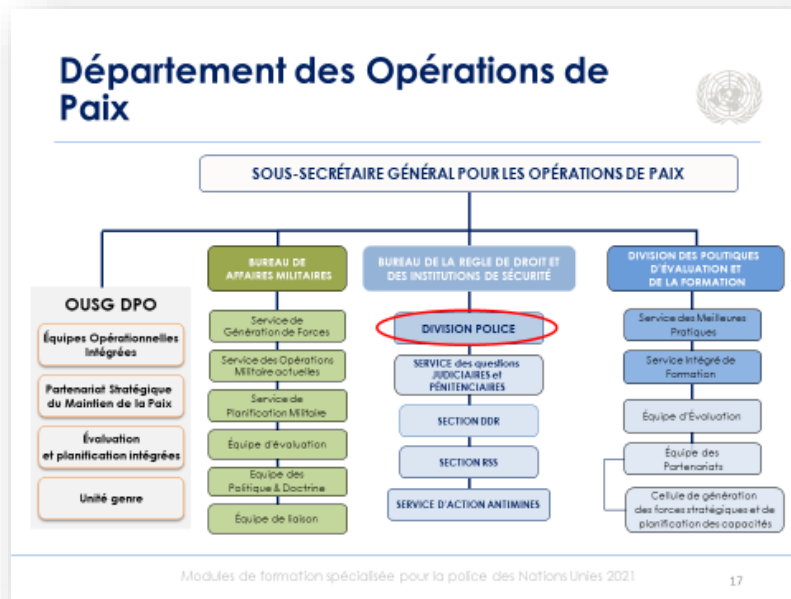 Département des Opérations de
Paix
SOUS-SECRÉTAIRE GÉNÉRAL POUR LES OPÉRATIONS DE PAIX
OUSG DPO
Équipes Opérationnelles
Intégrées
Partenariat Stratégique
du Maintien de la Paix
Évaluation
et planification intégrées
Unité genre
BUREAU DE
AFFAIRES MILITAIRES
Service de
Génération de Forces
Service des Opérations
Militaire actuelles
Service de
Planification Militaire
Équipe d'évaluation
Equipe des
Politique & Doctrine
Équipe de liaison
BUREAU DE LA REGLE DE DROIT ET
DES INSTITUTIONS DE SÉCURITÉ
DIVISION POLICE
SERVICE des questions
JUDICIAIRES et
PÉNITENCIAIRES
SECTION DDR
SECTION RSS
SERVICE D'ACTION ANTIMINES
DIVISION DES POLITIQUES
D'ÉVALUATION ET
DE LA FORMATION
Service des Meilleures
Pratiques
Service Intégré de
Formation
Équipe d'Évaluation
Équipe des
Partenariats
Cellule de génération
des forces stratégiques et de
planification des capacités
Modules de formation spécialisée pour la police des Nations Unies 2021
17